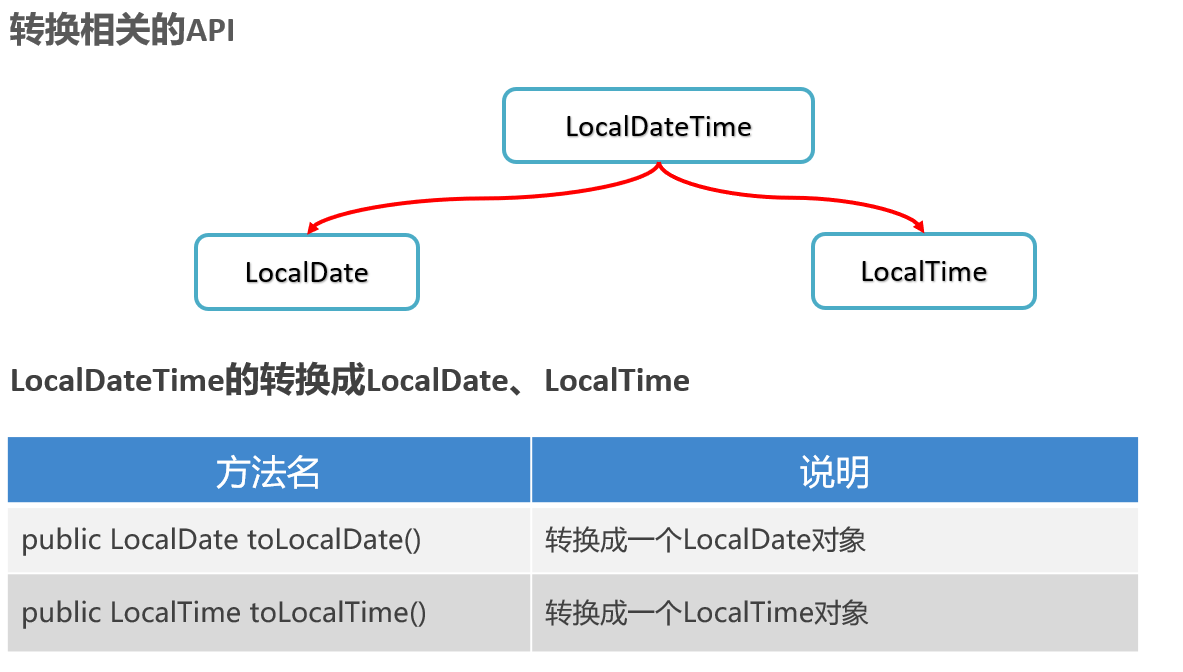 转换相关的API
LocalDateTime
LocalDate
LocalTime
LocalDateTime的转换成LocalDate、LocalTime
方法名 说明
public LocalDate toLocalDate() 转换成一个LocalDate对象
public LocalTime toLocalTime() 转换成一个LocalTime对象